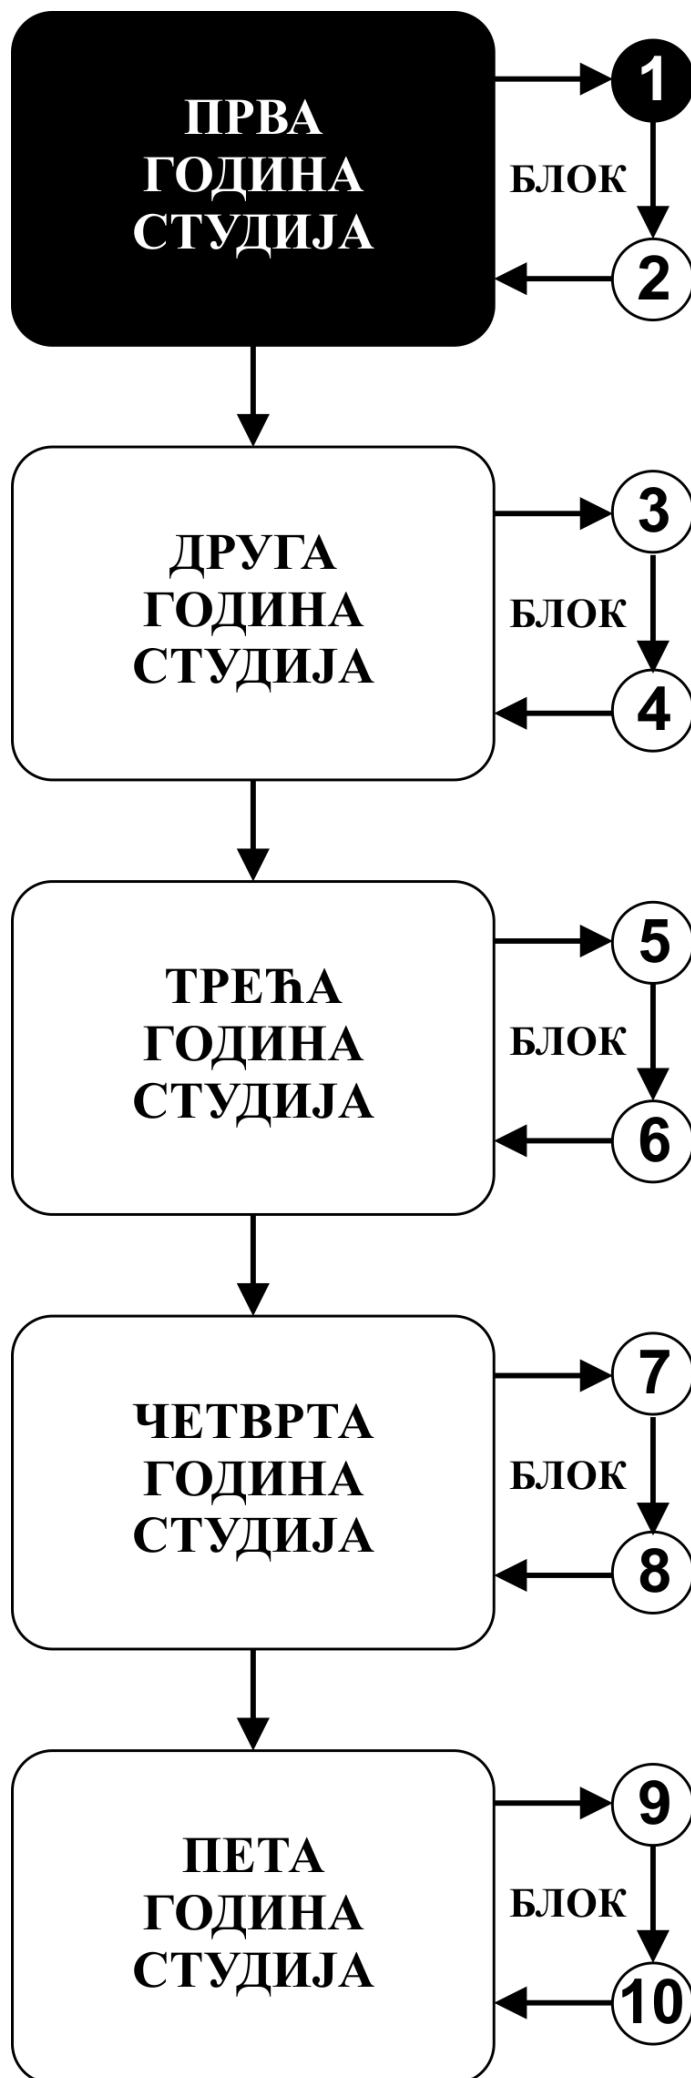 ПРВА
ГОДИНА
СТУДИЈА
1
БЛОК
2
ДРУГА
ГОДИНА
СТУДИЈА
3
БЛОК
4
ТРЕЋА
ГОДИНА
СТУДИЈА
5
БЛОК
6
ЧЕТВРТА
ГОДИНА
СТУДИЈА
7
БЛОК
8
ПЕТА
ГОДИНА
СТУДИЈА
9
БЛОК
10